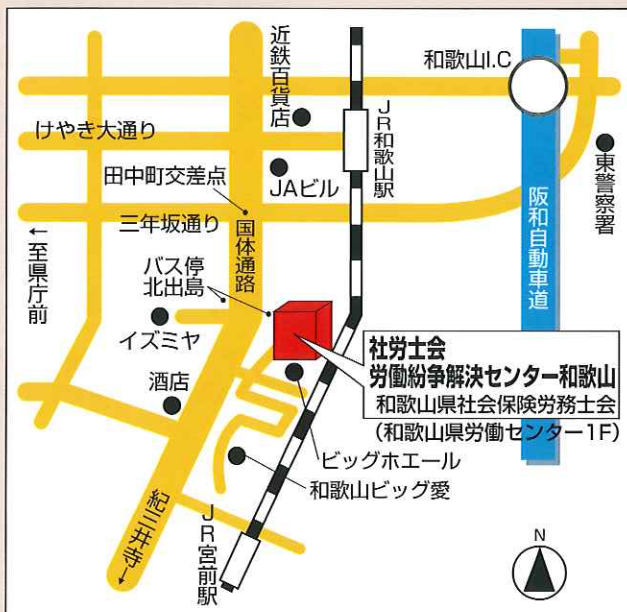 近鉄百貨店
和歌山I.C
けやき大通り
JR和歌山駅
田中町交差点
JAビル
東警察署
三年坂通り
国体通路
阪和自動車道
←至県庁前
バス停
北出島
イズミヤ
社労士会
労働紛争解決センター和歌山
和歌山県社会保険労務士会
(和歌山県労働センター1F)
酒店
ビッグホエール
和歌山ビッグ愛
紀三井寺→
JR宮前駅
N